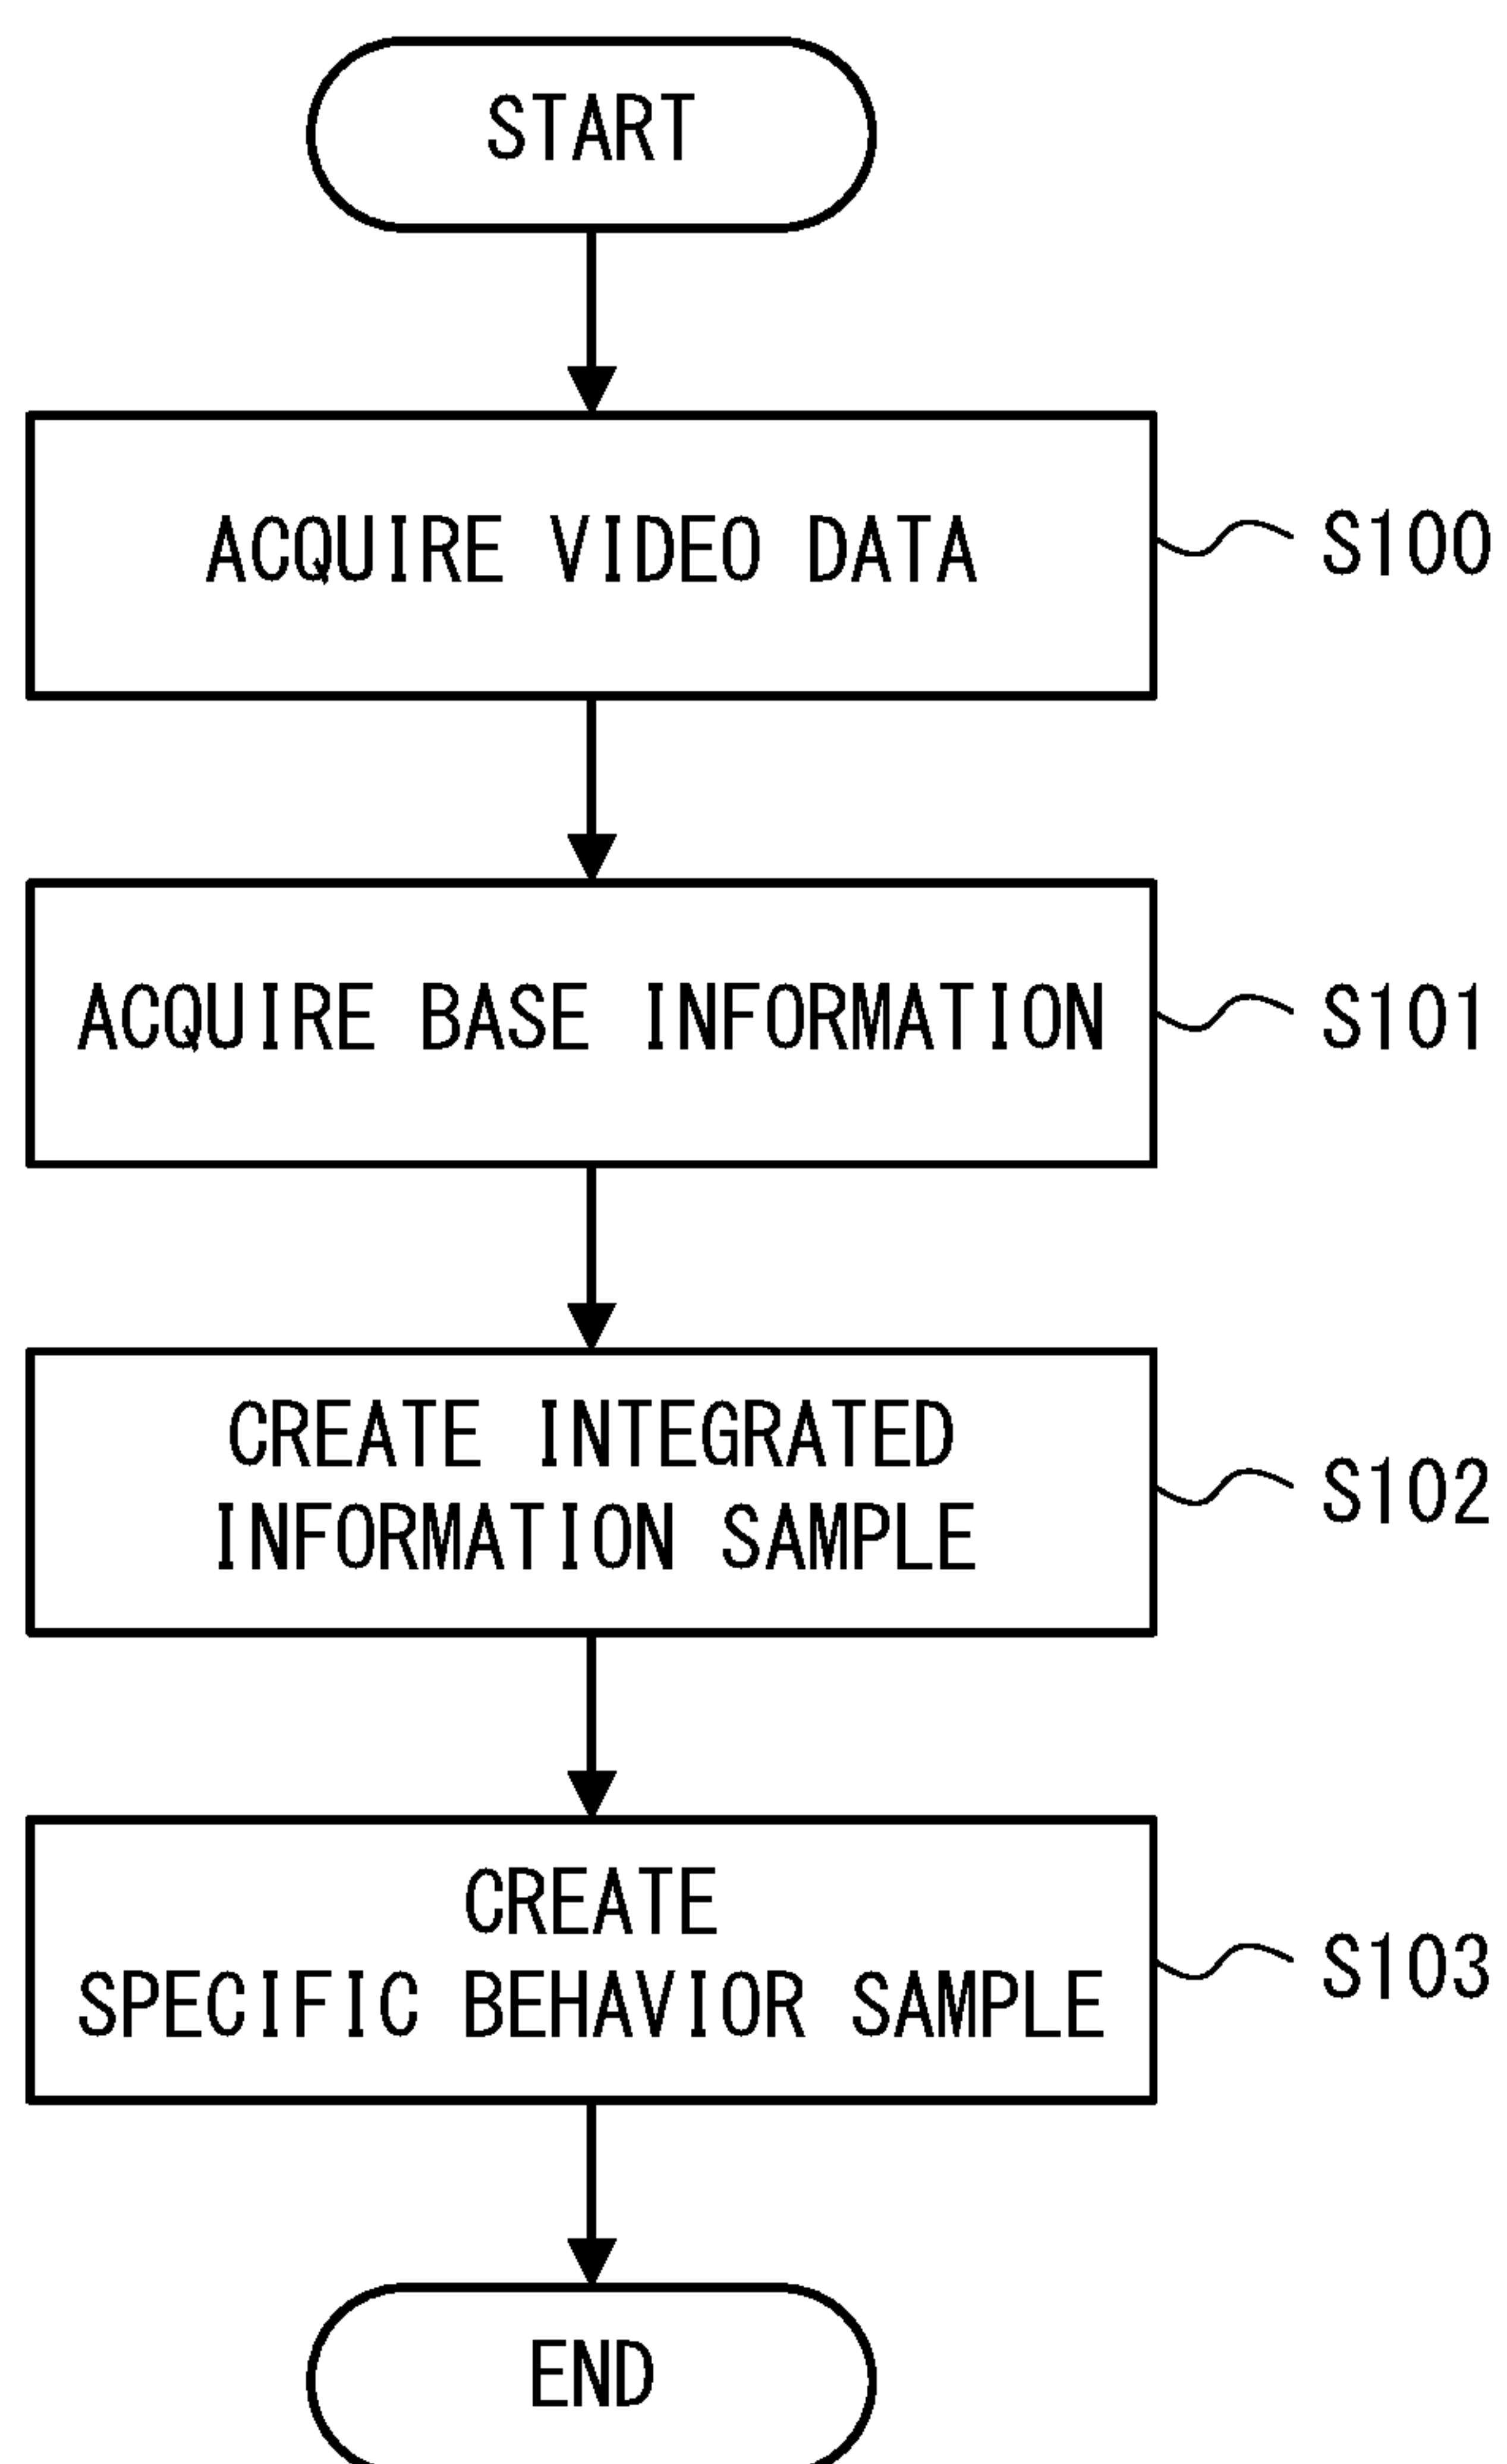 START
ACQUIRE VIDEO DATA
S100
ACQUIRE BASE INFORMATION
S101
CREATE INTEGRATED
INFORMATION SAMPLE
S102
CREATE
SPECIFIC BEHAVIOR SAMPLE
S103
END